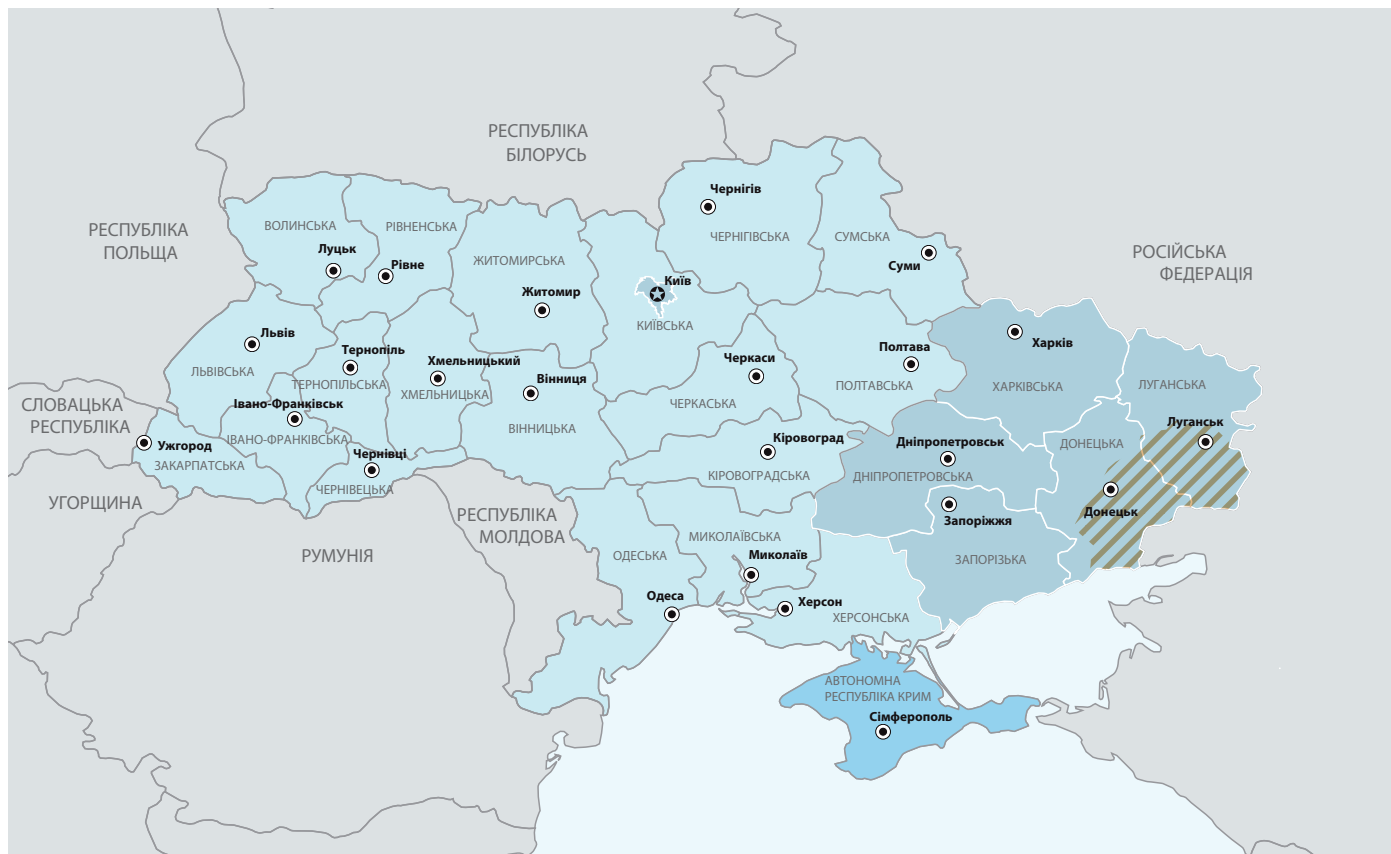 РЕСПУБЛІКА
БІЛОРУСЬ
Чернігів
ЧЕРНІГІВСЬКА
СУМСЬКА
Суми
ВОЛИНСЬКА
Луцьк
РІВНЕНСЬКА
Рівне
РЕСПУБЛІКА
ПОЛЬЩА
ЖИТОМИРСЬКА
Житомир
Київ
КИЇВСЬКА
РОСІЙСЬКА
ФЕДЕРАЦІЯ
Львів
ЛЬВІВСЬКА
Тернопіль
ТЕРНОПІЛЬСЬКА
Хмельницький
ХМЕЛЬНИЦЬКА
Вінниця
ВІННИЦЬКА
Черкаси
ЧЕРКАСЬКА
Полтава
ПОЛТАВСЬКА
Харків
ХАРКІВСЬКА
ЛУГАНСЬКА
Луганськ
СЛОВАЦЬКА
РЕСПУБЛІКА
Івано-Франківськ
ІВАНО-ФРАНКІВСЬКА
Ужгород
ЗАКАРПАТСЬКА
Чернівці
ЧЕРНІВЕЦЬКА
Кіровоград
КІРОВОГРАДСЬКА
Дніпропетровськ
ДНІПРОПЕТРОВСЬКА
ДОНЕЦЬКА
Донецьк
УГОРЩИНА
РУМУНІЯ
РЕСПУБЛІКА
МОЛДОВА
ОДЕСЬКА
Одеса
МИКОЛАЇВСЬКА
Миколаїв
Запоріжжя
ЗАПОРІЗЬКА
Херсон
ХЕРСОНСЬКА
АВТОНОМНА
РЕСПУБЛІКА КРИМ
Сімферополь